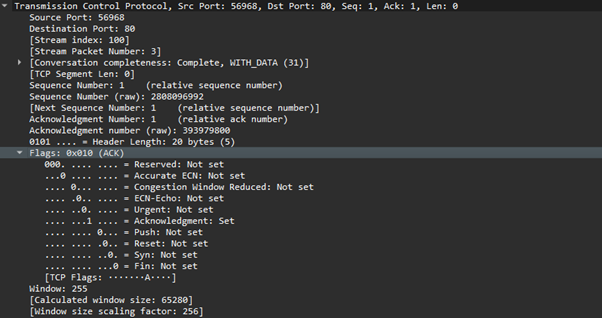 Transmission Control Protocol, Src Port: 56968, Dst Port: 80, Seq: 1, Ack: 1, Len: 0
Source Port: 56968
Destination Port: 80
[Stream index: 100]
[Stream Packet Number: 3]
[Conversation completeness: Complete, WITH_DATA (31)]
[TCP Segment Len: 0]
Sequence Number: 1    (relative sequence number)
Sequence Number (raw): 2808096992
[Next Sequence Number: 1    (relative sequence number)]
Acknowledgment Number: 1    (relative ack number)
Acknowledgment number (raw): 393979800
0101 .... = Header Length: 20 bytes (5)
Flags: 0x010 (ACK)
000. .... .... = Reserved: Not set
...0 .... .... = Accurate ECN: Not set
.... 0... .... = Congestion Window Reduced: Not set
.... .0.. .... = ECN-Echo: Not set
.... ..0. .... = Urgent: Not set
.... ...1 .... = Acknowledgment: Set
.... .... 0... = Push: Not set
.... .... .0.. = Reset: Not set
.... .... ..0. = Syn: Not set
.... .... ...0 = Fin: Not set
[TCP Flags: ·······A····]
Window: 255
[Calculated window size: 65280]
[Window size scaling factor: 256]